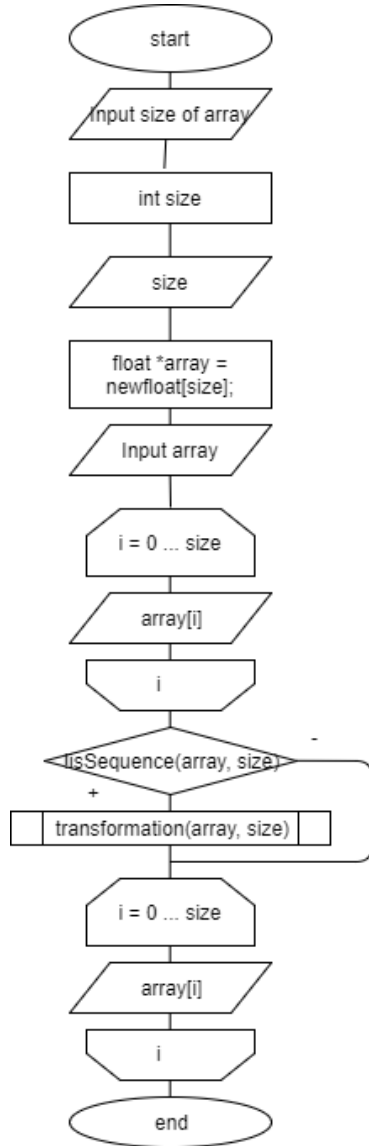 start
Input size of array
int size
size
float *array =
newfloat[size];
Input array
i = 0 ... size
array[i]
i
!isSequence(array, size)
-
+
transformation(array, size)
i = 0 ... size
array[i]
i
end